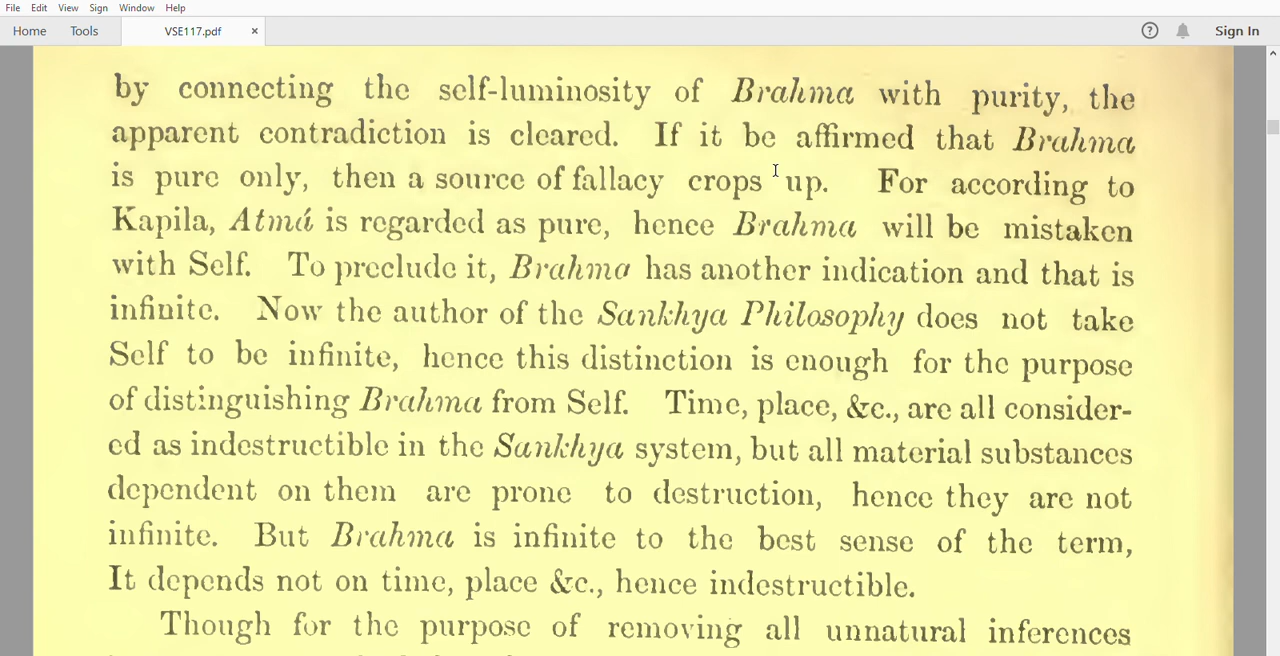 File Edit View Sign Window Help
Home Tools VSE117.pdf × ? Sign In
by connecting the self-luminosity of Brahma with purity, the
apparent contradiction is cleared. If it be affirmed that Brahma
is pure only, then a source of fallacy crops up. For according to
Kapila, Atmá is regarded as pure, hence Brahma will be mistaken
with Self. To preclude it, Brahma has another indication and that is
infinite. Now the author of the Sankhya Philosophy does not take
Self to be infinite, hence this distinction is enough for the purpose
of distinguishing Brahma from Self. Time, place, &c., are all consider-
ed as indestructible in the Sankhya system, but all material substances
dependent on them are prone to destruction, hence they are not
infinite. But Brahma is infinite to the best sense of the term,
It depends not on time, place &c., hence indestructible.
Though for the purpose of removing all unnatural inferences